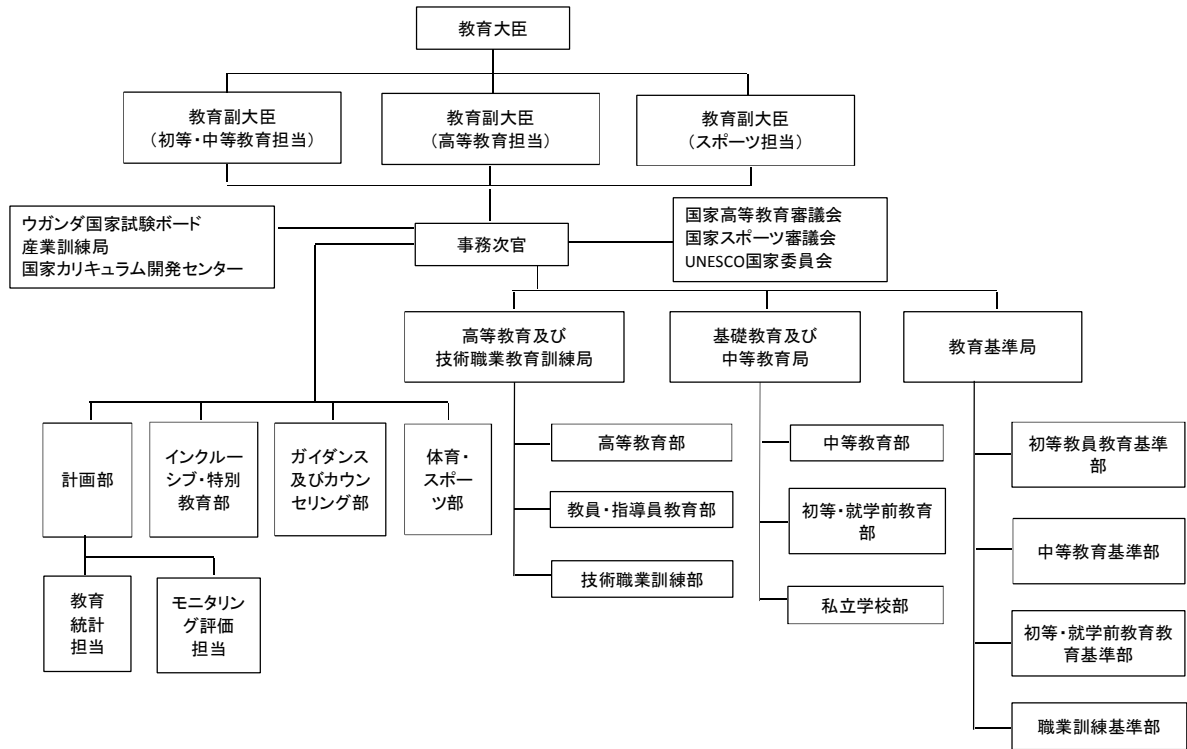 教育大臣
教育副大臣
(初等・中等教育担当)
教育副大臣
(高等教育担当)
教育副大臣
(スポーツ担当)
ウガンダ国家試験ボード
産業訓練局
国家カリキュラム開発センター
事務次官
国家高等教育審議会
国家スポーツ審議会
UNESCO国家委員会
高等教育及び
技術職業教育訓練局
基礎教育及び
中等教育局
教育基準局
計画部
インクルー
シブ・特別
教育部
ガイダンス
及びカウン
セリング部
体育・
スポー
ツ部
教育
統計
担当
モニタリン
グ評価
担当
高等教育部
教員・指導員教育部
技術職業訓練部
中等教育部
初等・就学前教育
部
私立学校部
初等教員教育基準
部
中等教育基準部
初等・就学前教育教
育基準部
職業訓練基準部